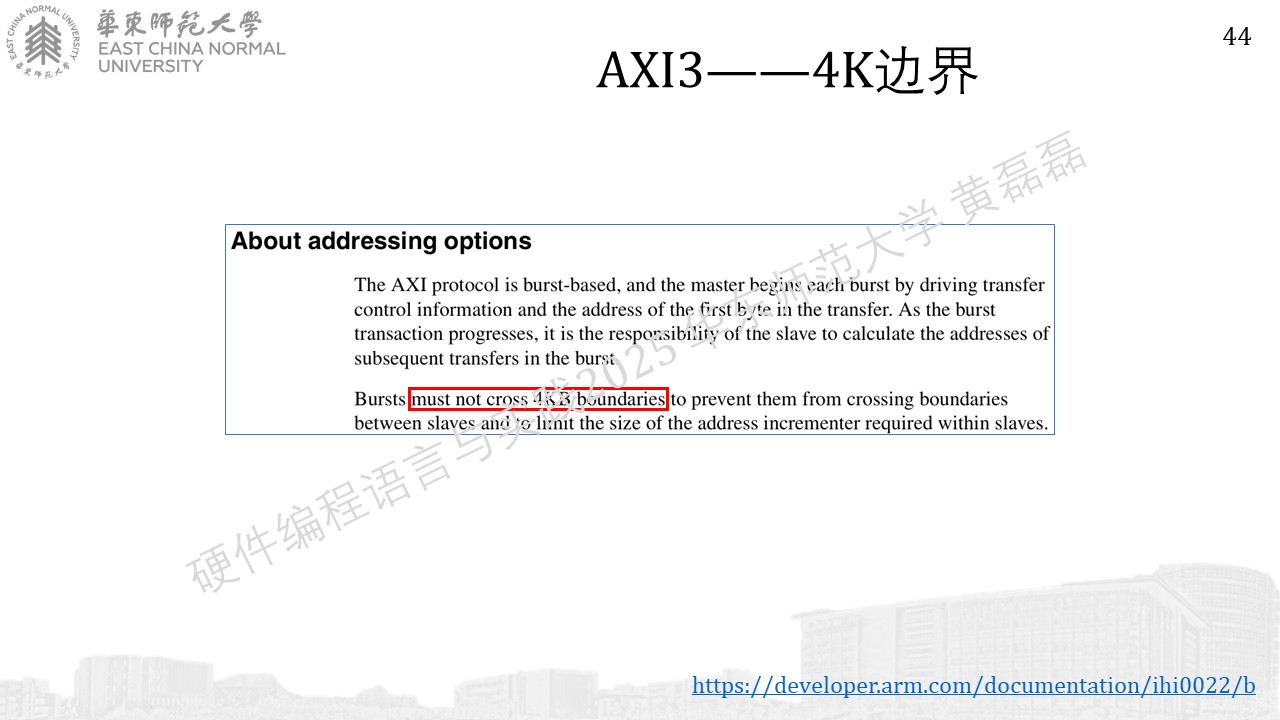 華東師範大學
EAST CHINA NORMAL
UNIVERSITY
EAST CHINA NORMAL UNIVERSITY
華東师范大学
44
AXI3——4K边界
About addressing options
The AXI protocol is burst-based, and the master begins each burst by driving transfer
control information and the address of the first byte in the transfer. As the burst
transaction progresses, it is the responsibility of the slave to calculate the addresses of
subsequent transfers in the burst.
Bursts must not cross 4KB boundaries to prevent them from crossing boundaries
between slaves and to limit the size of the address incrementer required within slaves.
硬件编程语言与实践2025 华东师范大学 黄磊磊
https://developer.arm.com/documentation/ihi0022/b